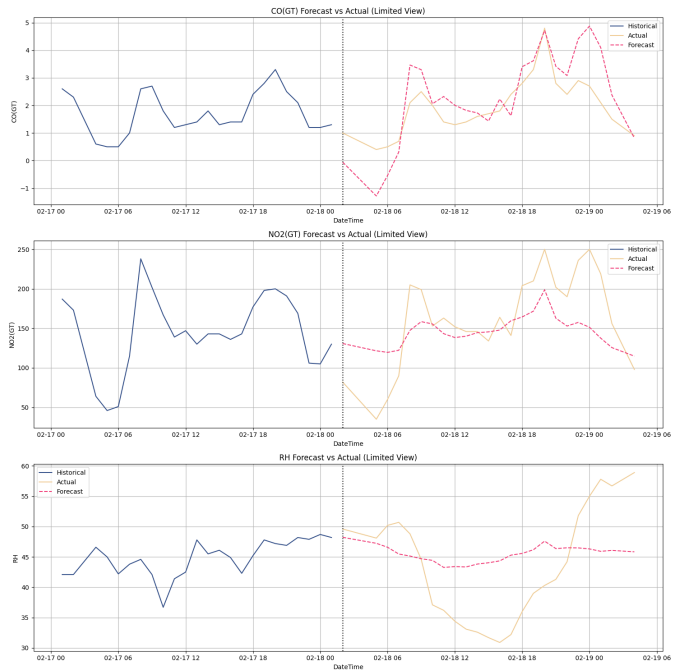 CO(GT) Forecast vs Actual (Limited View)
5
4
3
2
1
0
−1
CO(GT)
Historical
Actual
Forecast
02-17 00 02-17 06 02-17 12 02-17 18 02-18 00 02-18 06 02-18 12 02-18 18 02-19 00 02-19 06
DateTime
NO2(GT) Forecast vs Actual (Limited View)
250
200
150
100
50
NO2(GT)
Historical
Actual
Forecast
02-17 00 02-17 06 02-17 12 02-17 18 02-18 00 02-18 06 02-18 12 02-18 18 02-19 00 02-19 06
DateTime
RH Forecast vs Actual (Limited View)
60
55
50
45
40
35
30
RH
Historical
Actual
Forecast
02-17 00 02-17 06 02-17 12 02-17 18 02-18 00 02-18 06 02-18 12 02-18 18 02-19 00 02-19 06
DateTime